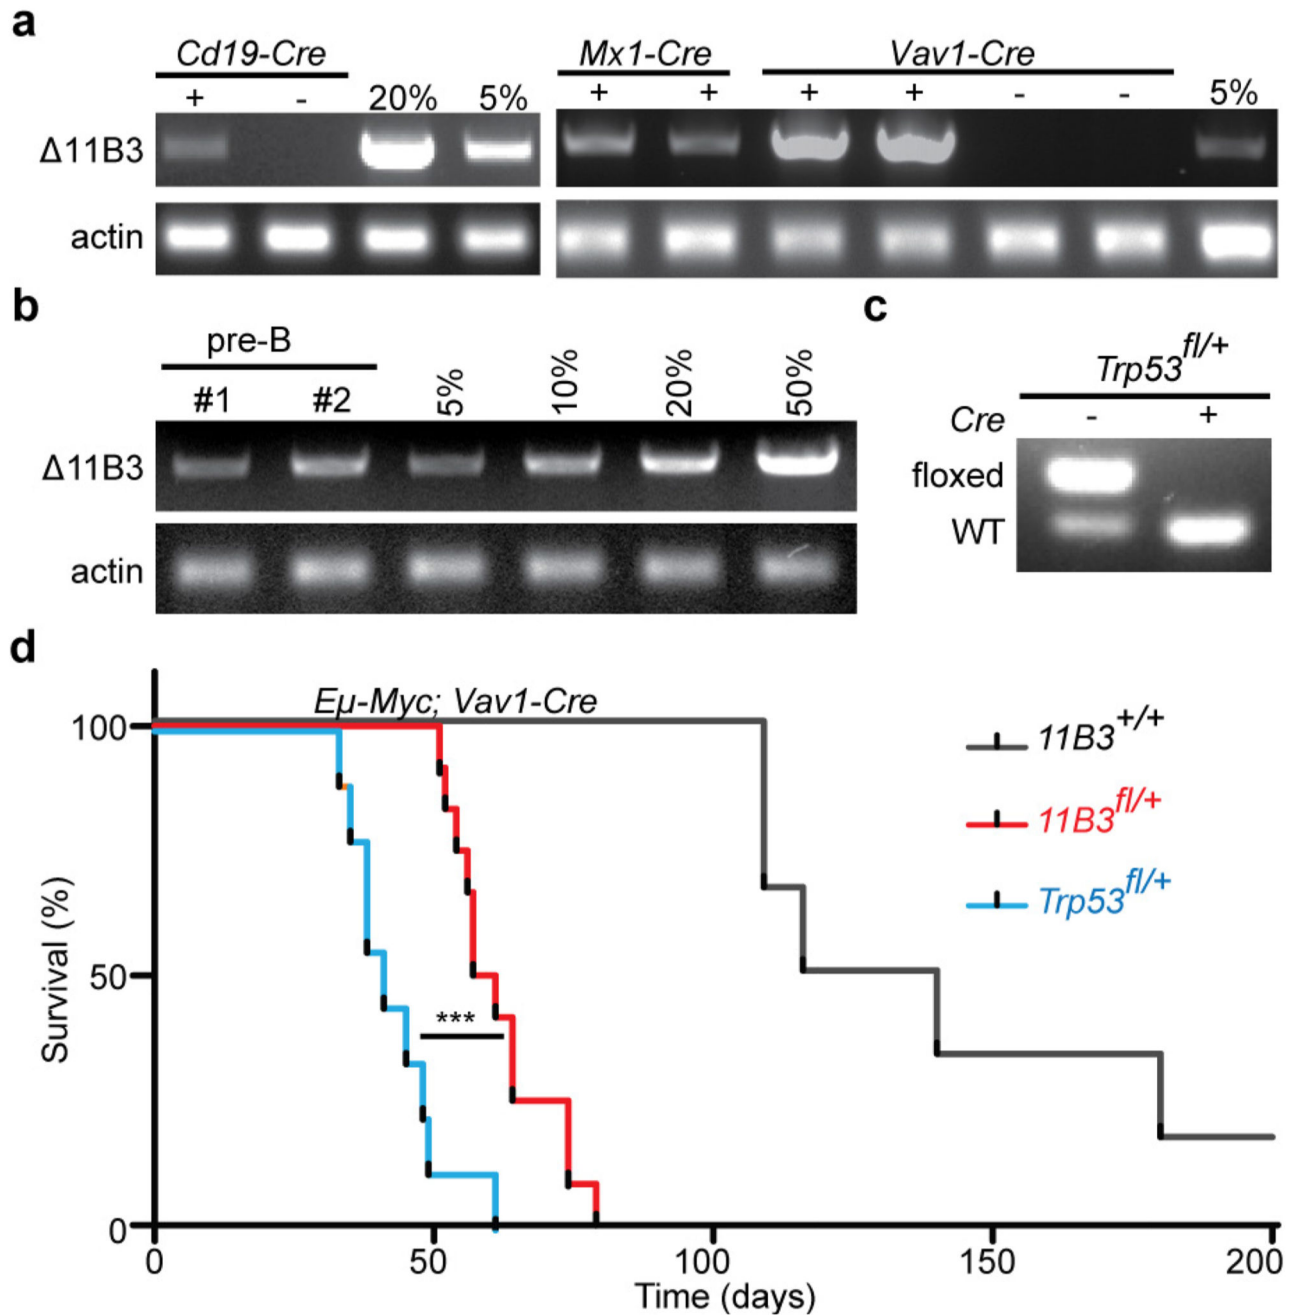 a
Cd19-Cre
Mx1-Cre
Vav1-Cre
+ - 20% 5%
+ + + + - - 5%
Δ11B3
actin
b
pre-B
#1 #2 5% 10% 20% 50%
Δ11B3
actin
c
Trp53fl/+
Cre - +
floxed
WT
d
Eμ-Myc; Vav1-Cre
Survival (%)
100
50
0
***
11B3+/+
11B3fl/+
Trp53fl/+
0 50 100 150 200
Time (days)